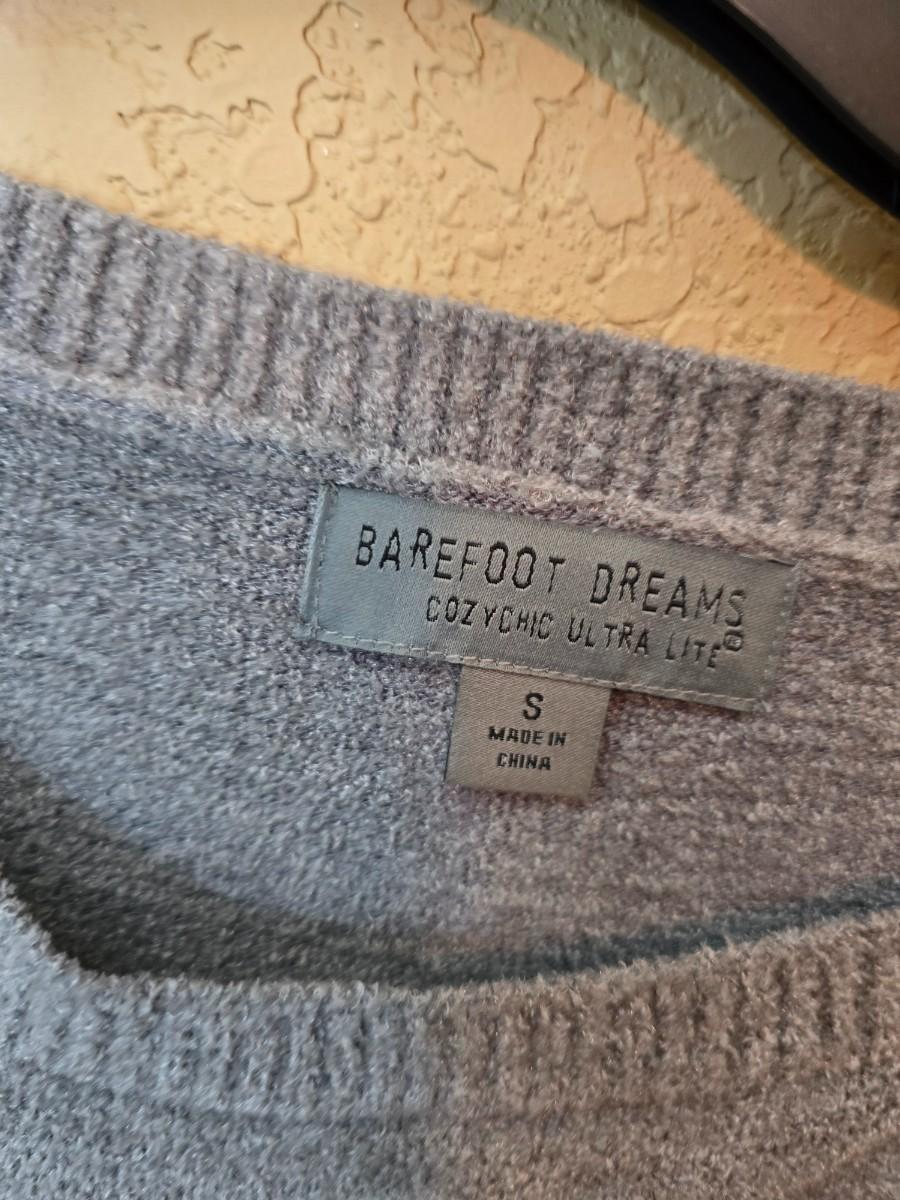 BAREFOOT DREAMS
COZYCHIC ULTRA LITE®
S
MADE IN
CHINA